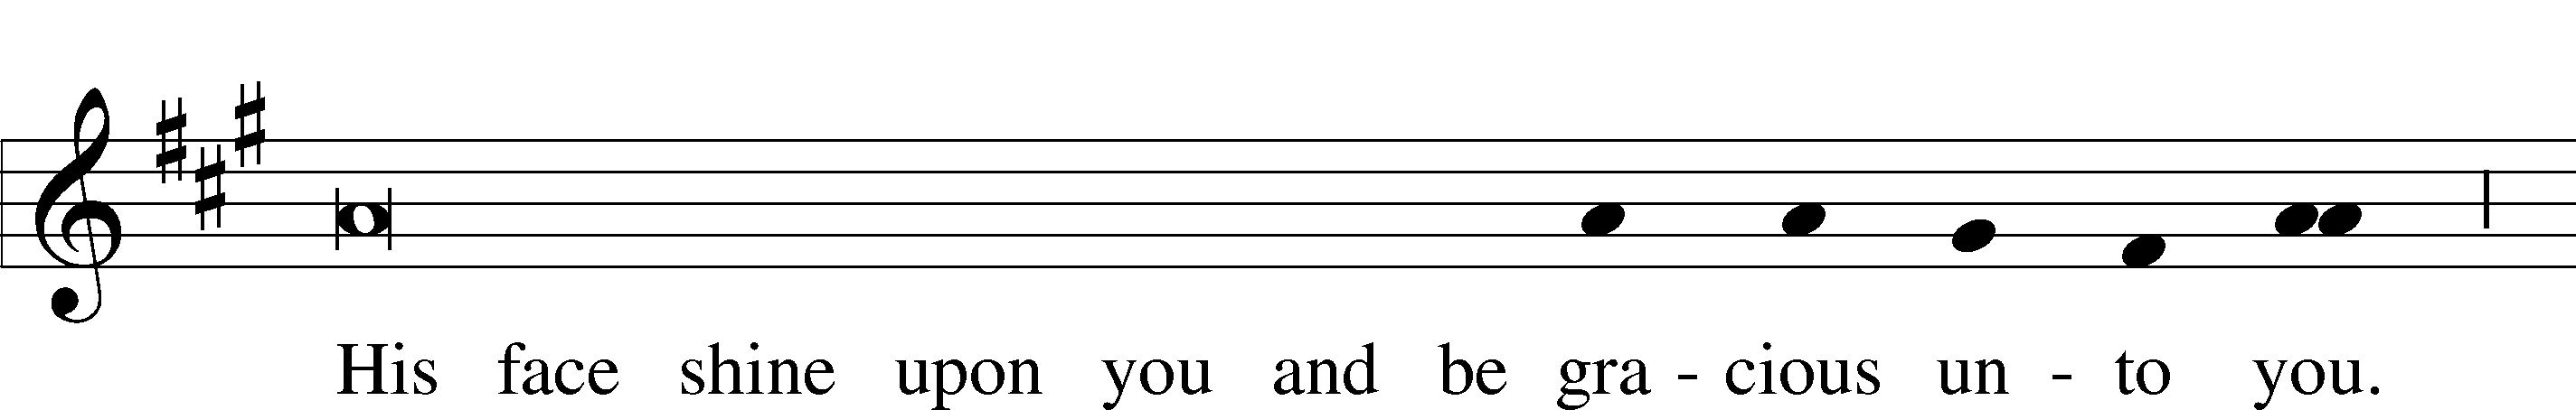 His face shine upon you and be gra - cious un - to you.